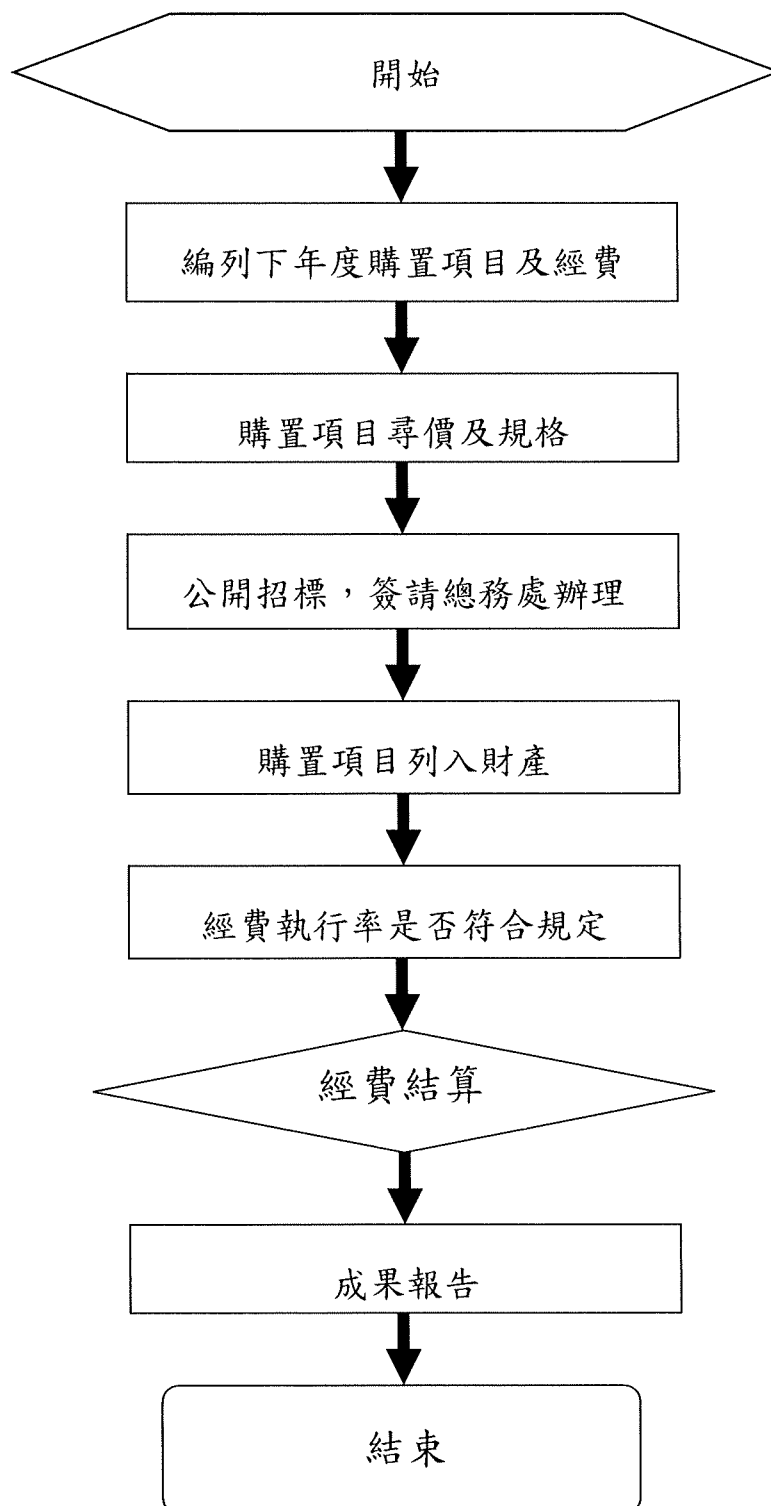 開始
編列下年度購置項目及經費
購置項目尋價及規格
公開招標，簽請總務處辦理
購置項目列入財產
經費執行率是否符合規定
經費結算
成果報告
結束